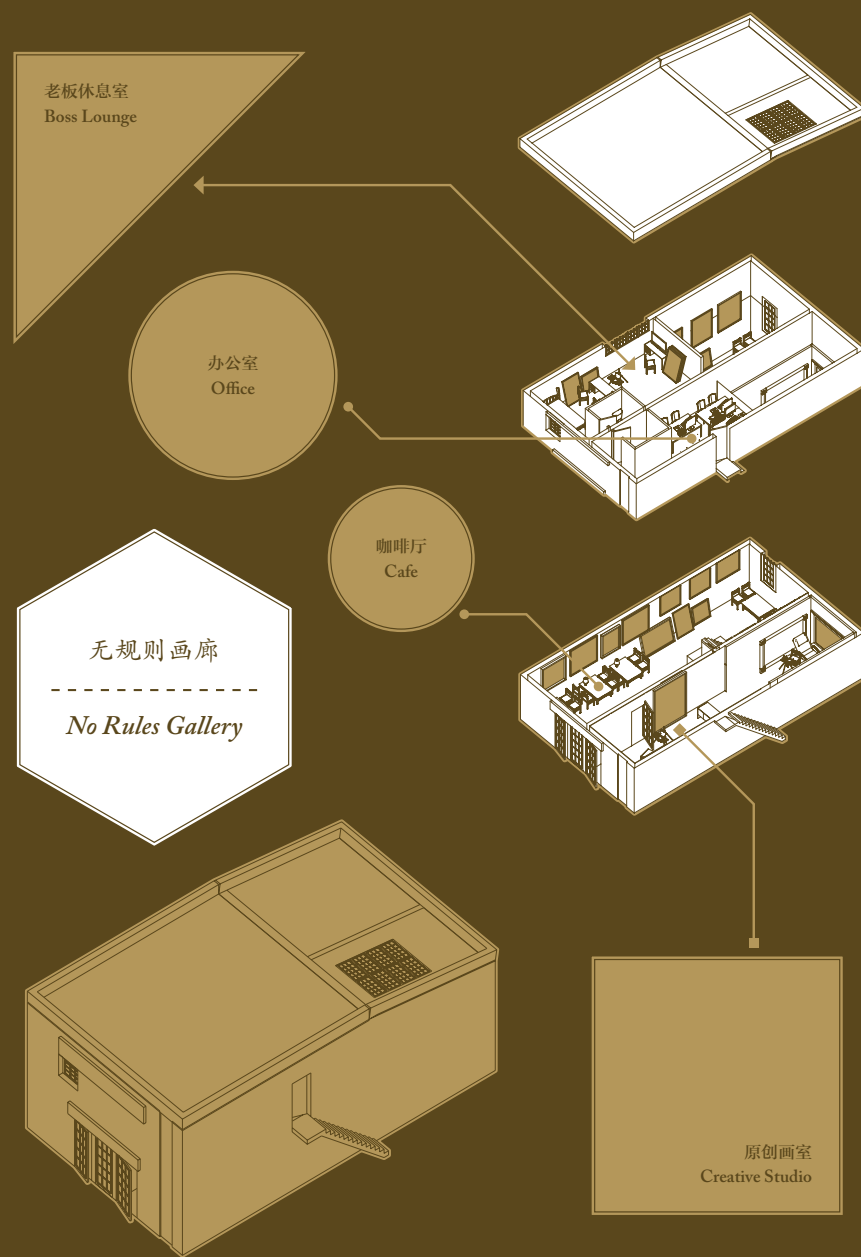 老板休息室
Boss Lounge
办公室
Office
咖啡厅
Cafe
无规则画廊
No Rules Gallery
原创画室
Creative Studio